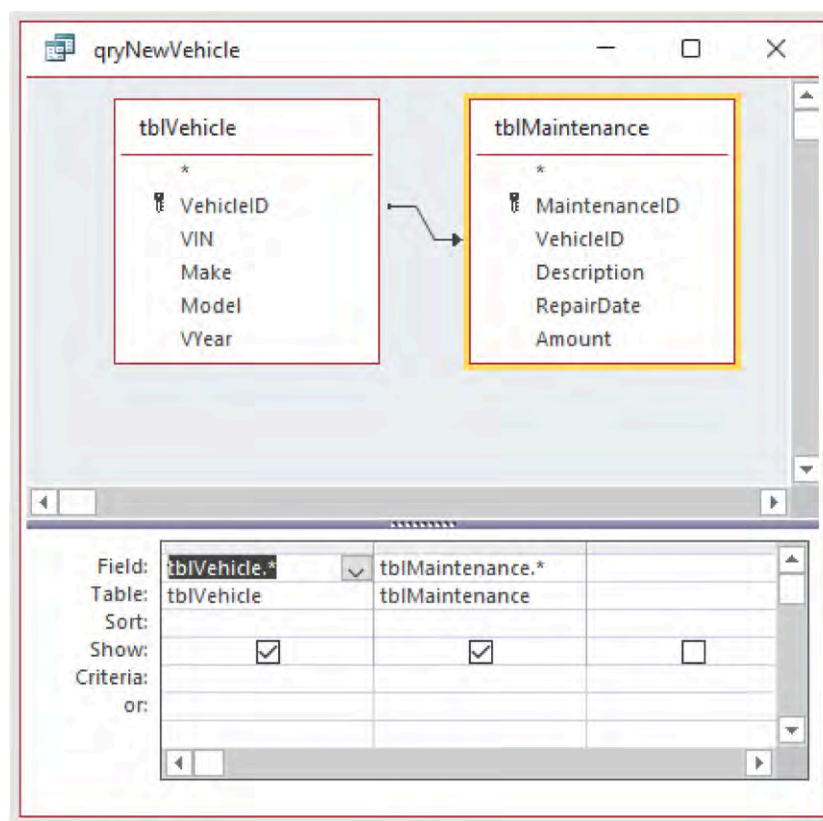 qryNewVehicle
tblVehicle
*
VehicleID
VIN
Make
Model
VYear
tblMaintenance
*
MaintenanceID
VehicleID
Description
RepairDate
Amount
Field: tblVehicle.* tblMaintenance.*
Table: tblVehicle tblMaintenance
Sort:
Show:
Criteria:
or: